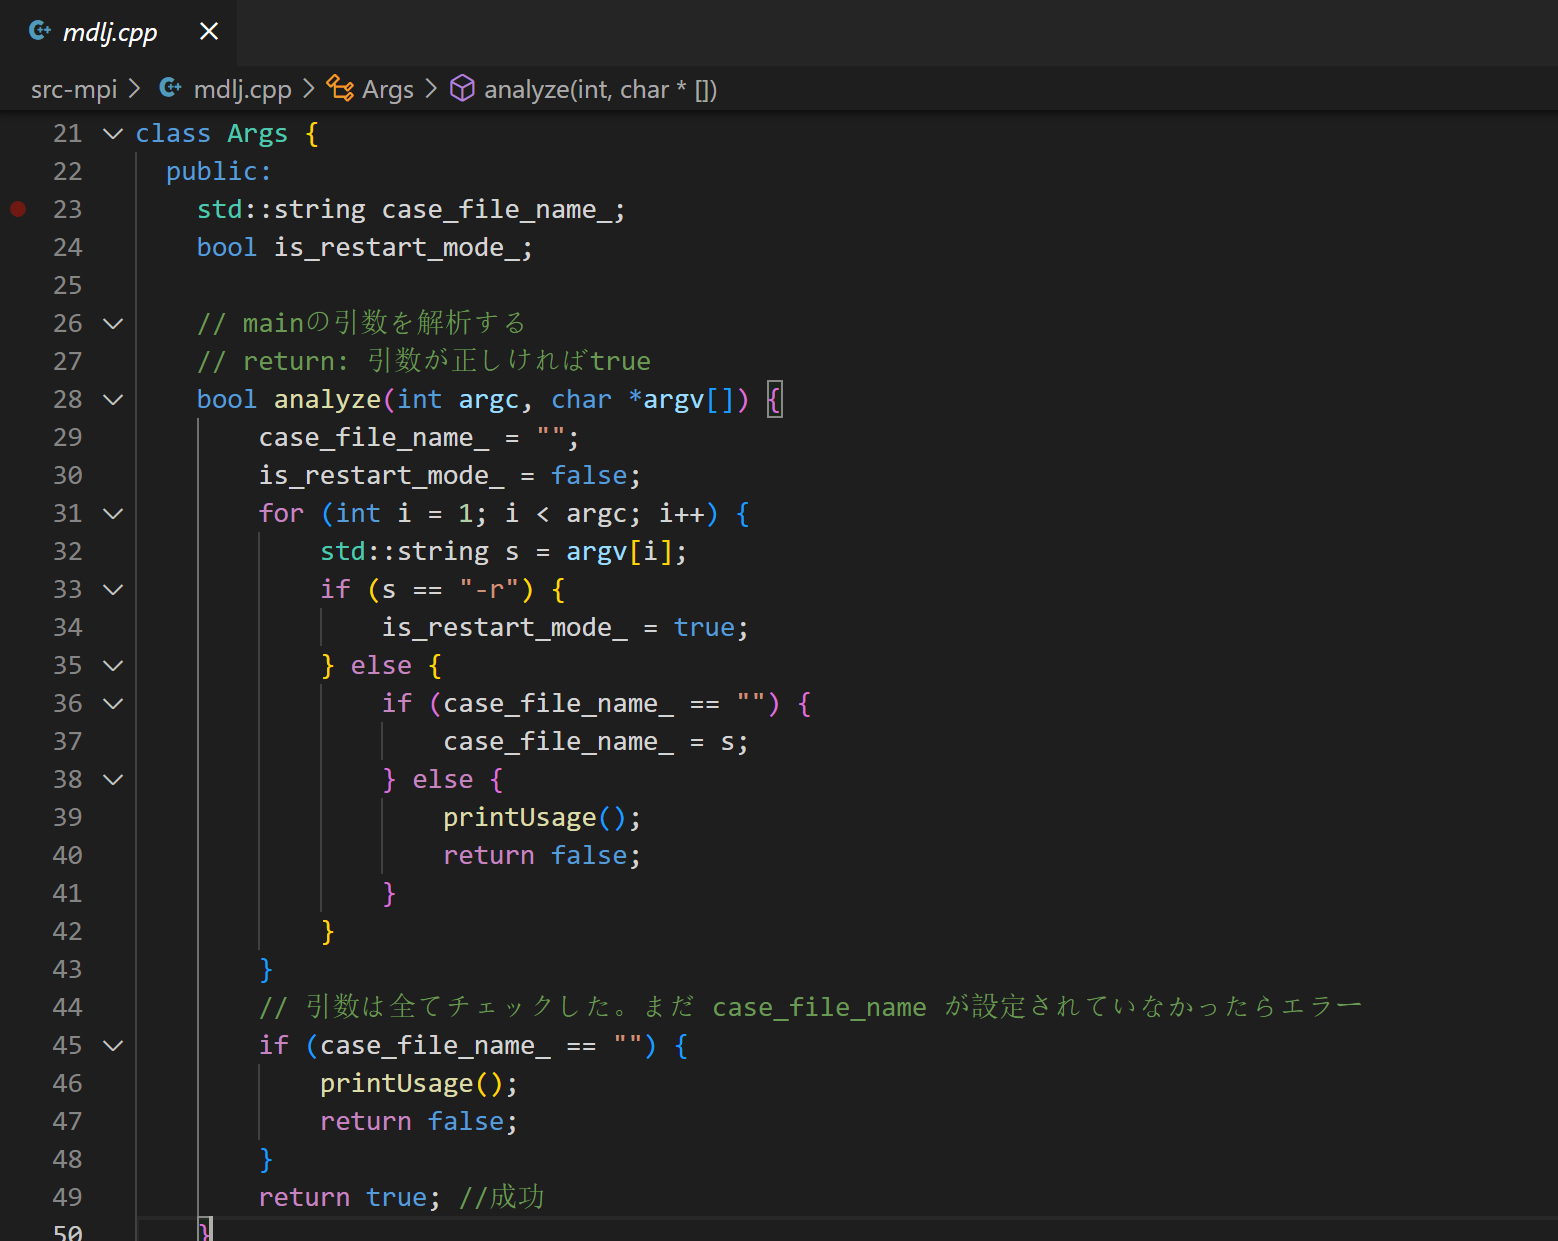 mdlj.cpp
src-mpi > mdlj.cpp > Args > analyze(int, char * [])
21 class Args {
22   public:
23     std::string case_file_name_;
24     bool is_restart_mode_;
25
26     // mainの引数を解析する
27     // return: 引数が正しければtrue
28     bool analyze(int argc, char *argv[]) {
29         case_file_name_ = "";
30         is_restart_mode_ = false;
31         for (int i = 1; i < argc; i++) {
32             std::string s = argv[i];
33             if (s == "-r") {
34                 is_restart_mode_ = true;
35             } else {
36                 if (case_file_name_ == "") {
37                     case_file_name_ = s;
38                 } else {
39                     printUsage();
40                     return false;
41                 }
42             }
43         }
44         // 引数は全てチェックした。まだ case_file_name が設定されていなかったらエラー
45         if (case_file_name_ == "") {
46             printUsage();
47             return false;
48         }
49         return true; //成功
50     }